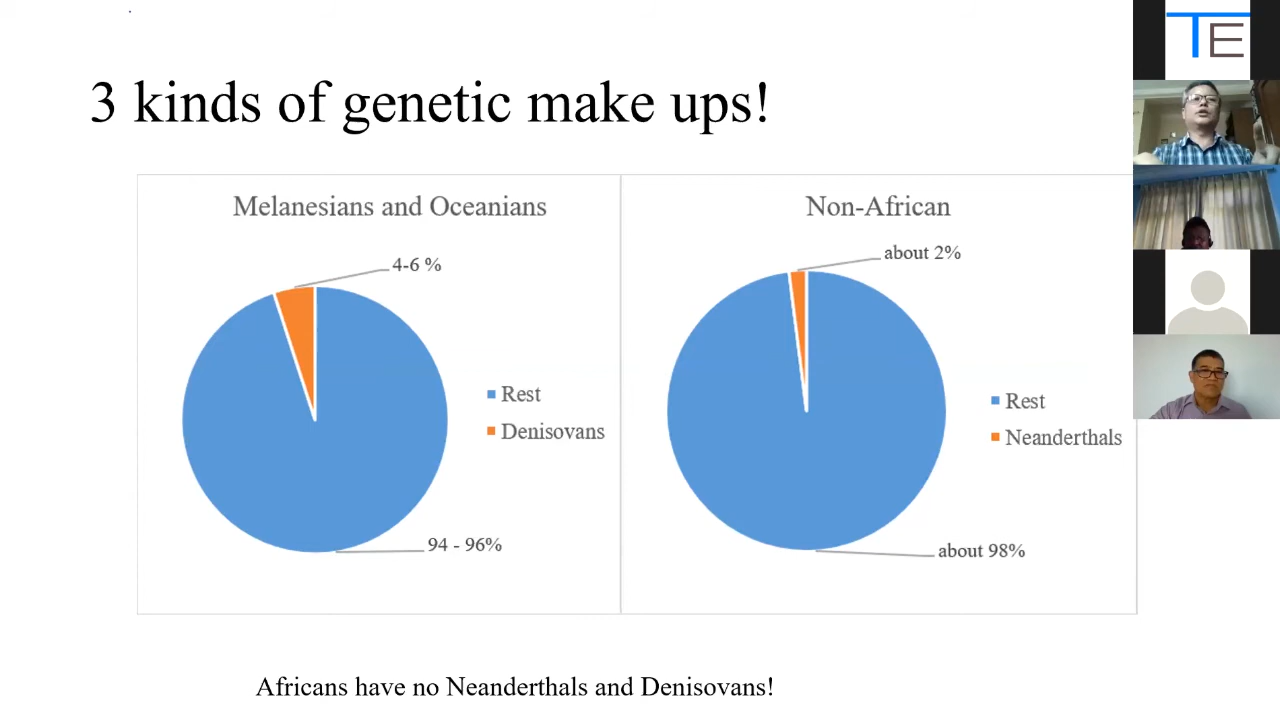 3 kinds of genetic make ups!
Melanesians and Oceanians
4-6 %
Rest
Denisovans
94 - 96%
Non-African
about 2%
Rest
Neanderthals
about 98%
Africans have no Neanderthals and Denisovans!
TE